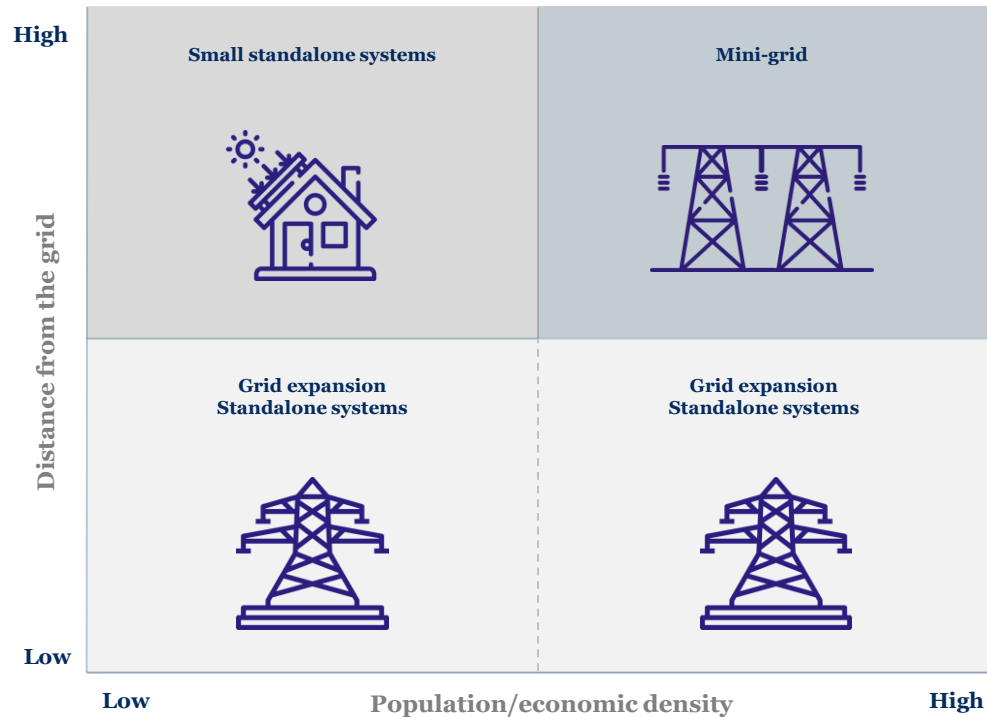 High
Small standalone systems
Mini-grid
Distance from the grid
Grid expansion
Standalone systems
Grid expansion
Standalone systems
Low
Low
Population/economic density
High